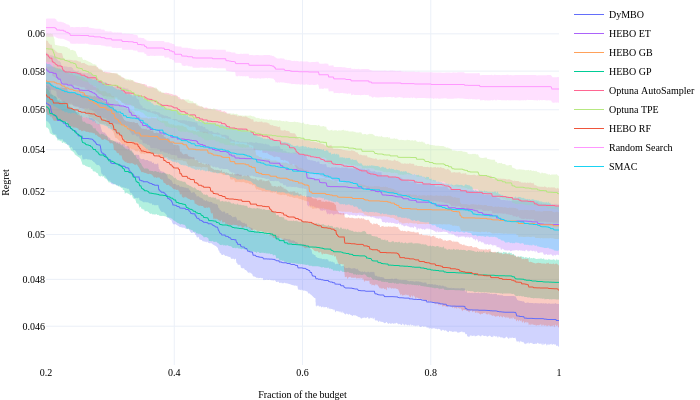 DyMBO
HEBO ET
HEBO GB
HEBO GP
Optuna AutoSampler
Optuna TPE
HEBO RF
Random Search
SMAC
0.06
0.058
0.056
0.054
0.052
0.05
0.048
0.046
Regret
0.2
0.4
0.6
0.8
1
Fraction of the budget